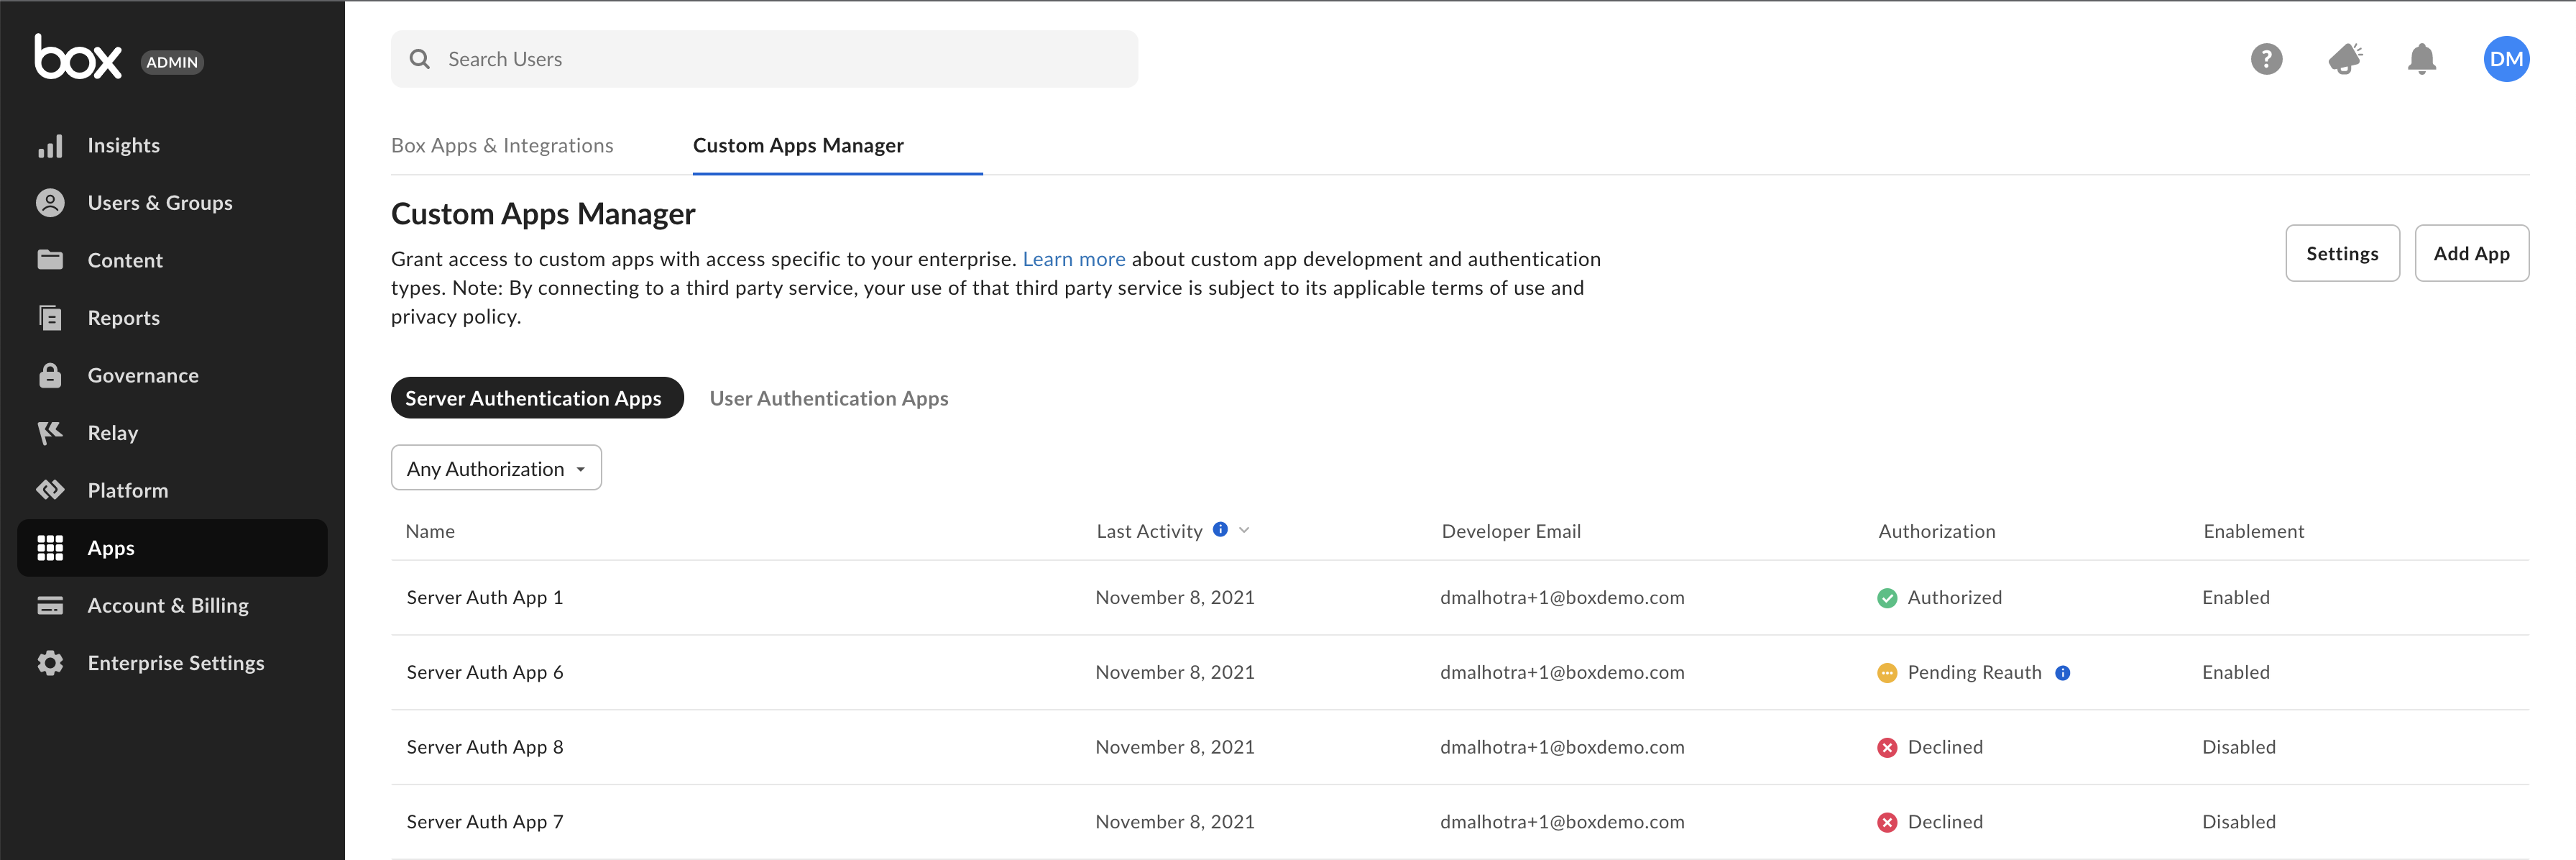 box ADMIN
Insights
Users & Groups
Content
Reports
Governance
Relay
Platform
Apps
Account & Billing
Enterprise Settings
Search Users
? DM
Box Apps & Integrations Custom Apps Manager
Custom Apps Manager
Grant access to custom apps with access specific to your enterprise. Learn more about custom app development and authentication
types. Note: By connecting to a third party service, your use of that third party service is subject to its applicable terms of use and
privacy policy.
Settings Add App
Server Authentication Apps User Authentication Apps
Any Authorization
Name Last Activity Developer Email Authorization Enablement
Server Auth App 1 November 8, 2021 dmalhotra+1@boxdemo.com Authorized Enabled
Server Auth App 6 November 8, 2021 dmalhotra+1@boxdemo.com Pending Reauth Enabled
Server Auth App 8 November 8, 2021 dmalhotra+1@boxdemo.com Declined Disabled
Server Auth App 7 November 8, 2021 dmalhotra+1@boxdemo.com Declined Disabled